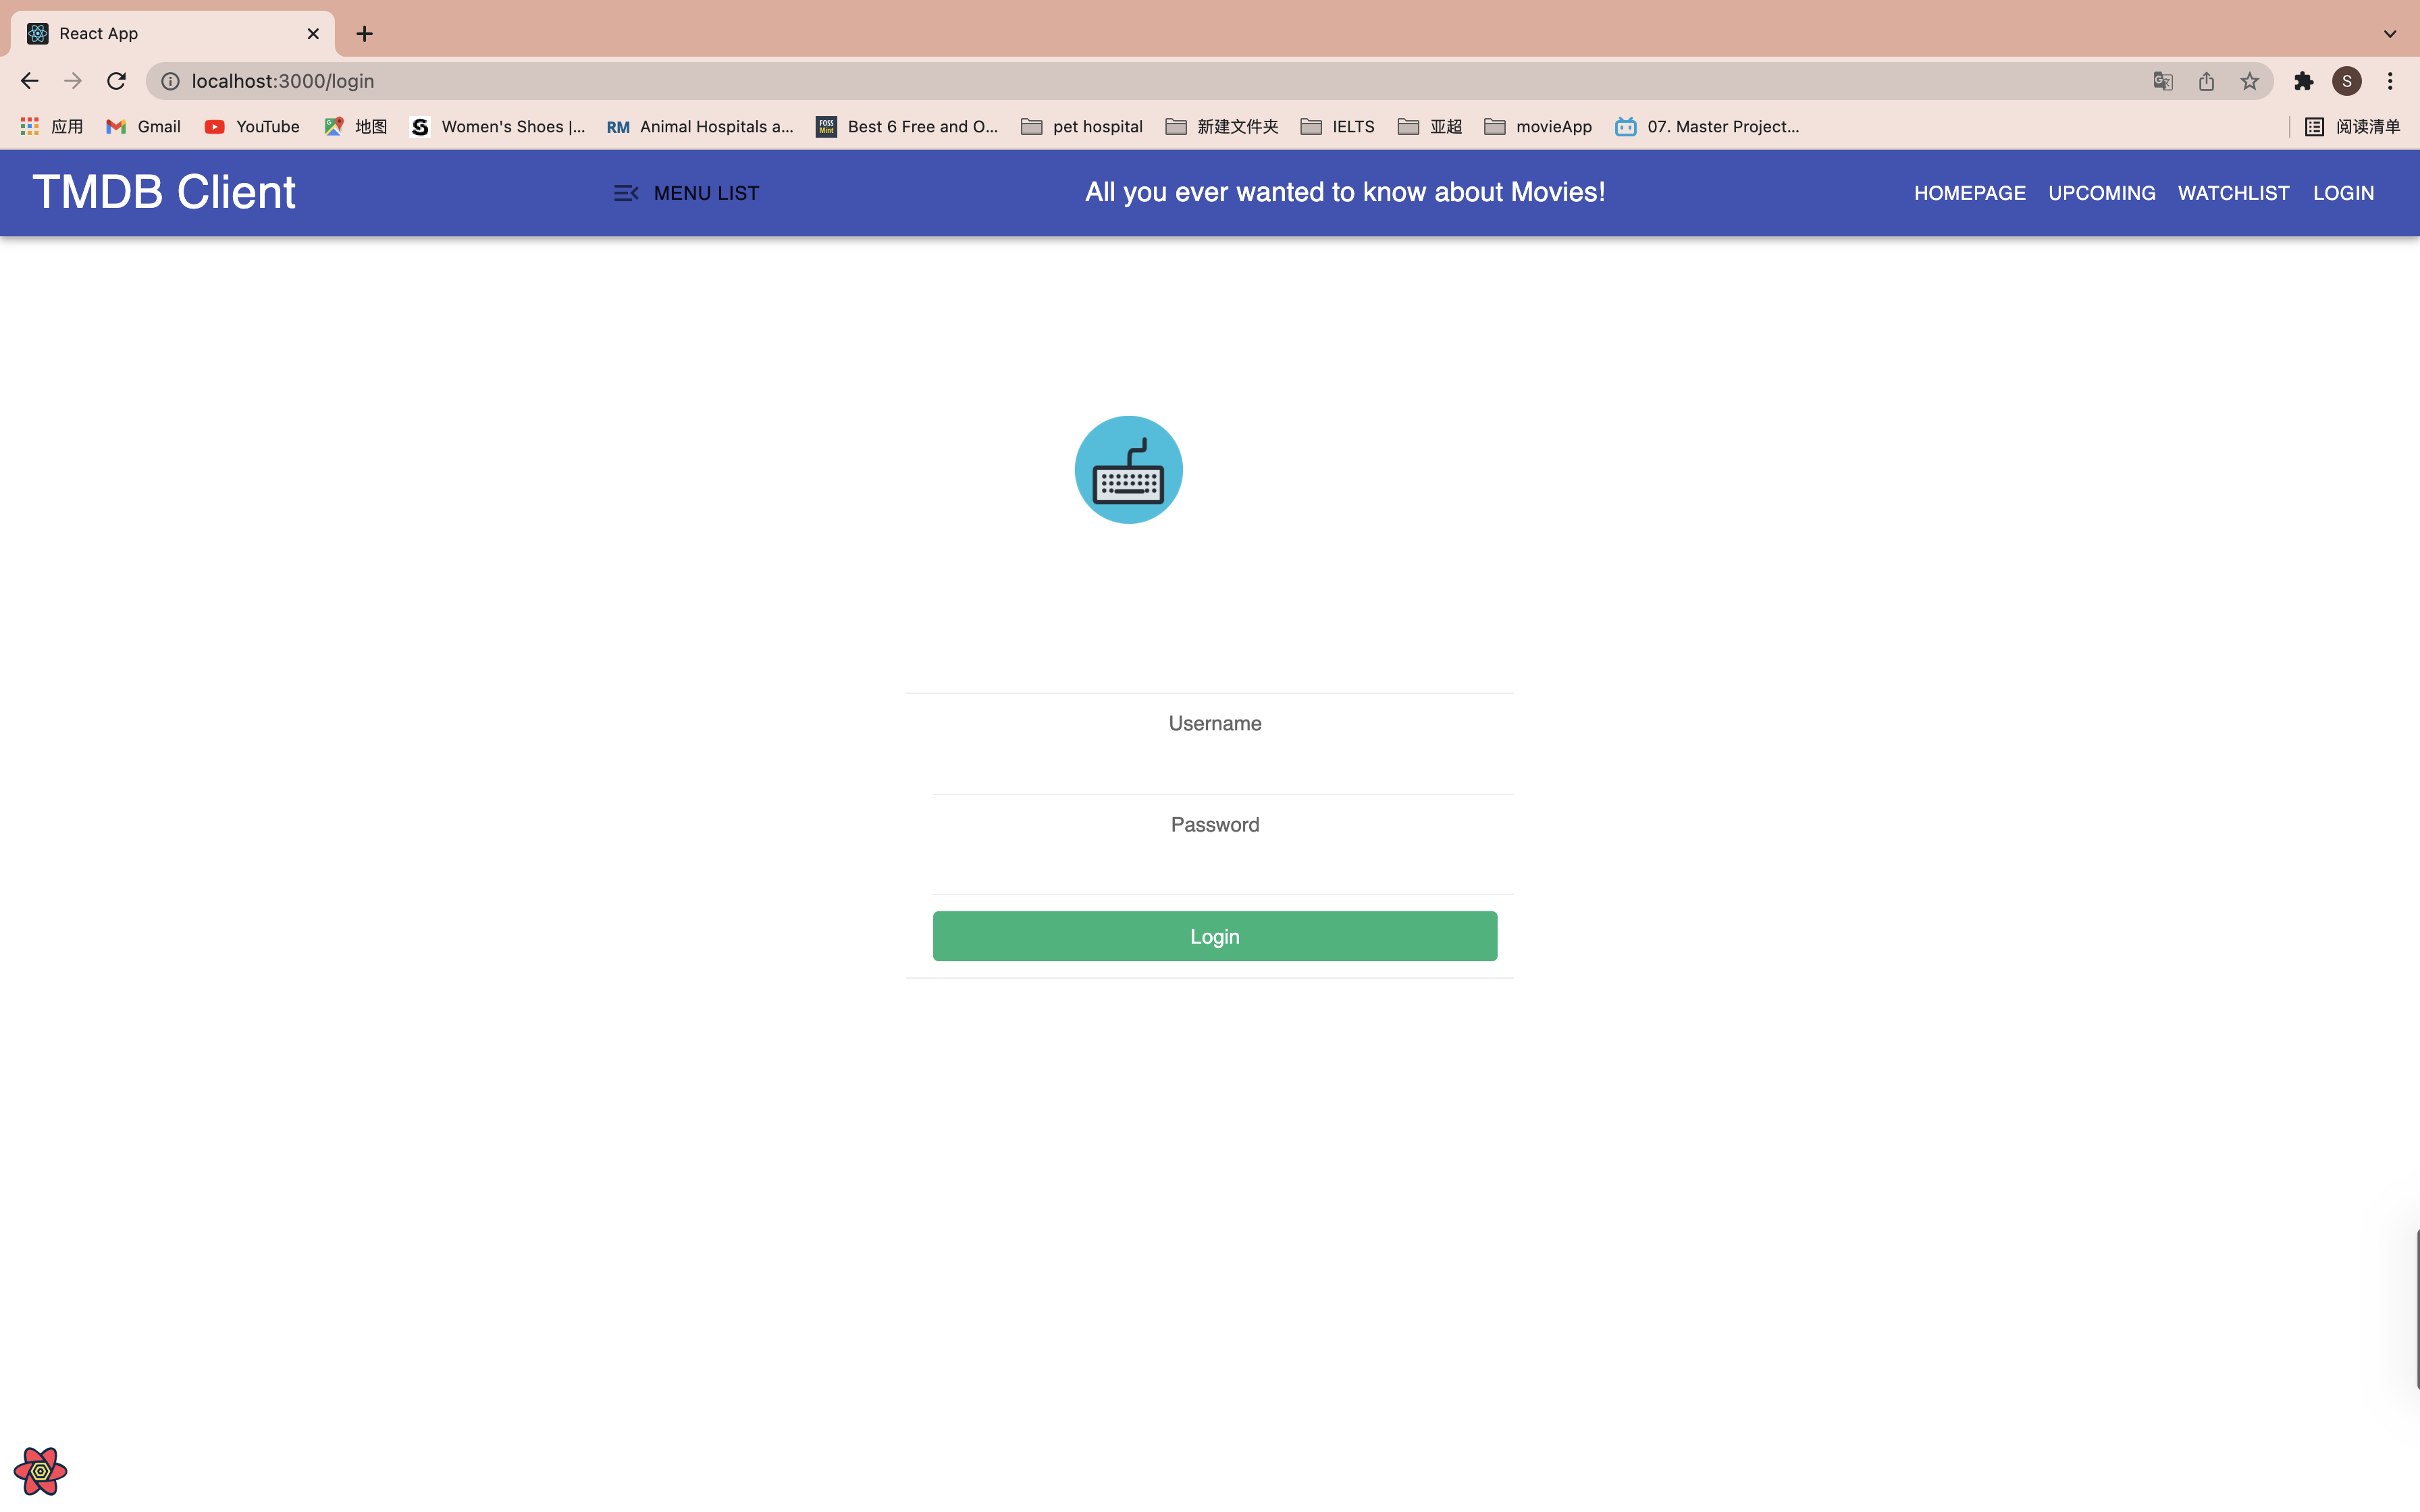 React App
localhost:3000/login
应用 Gmail YouTube 地图 Women's Shoes |... RM Animal Hospitals a... FOSS Mint Best 6 Free and O... pet hospital 新建文件夹 IELTS 亚超 movieApp 07. Master Project... 阅读清单
S
TMDB Client MENU LIST All you ever wanted to know about Movies! HOMEPAGE UPCOMING WATCHLIST LOGIN
Username
Password
Login